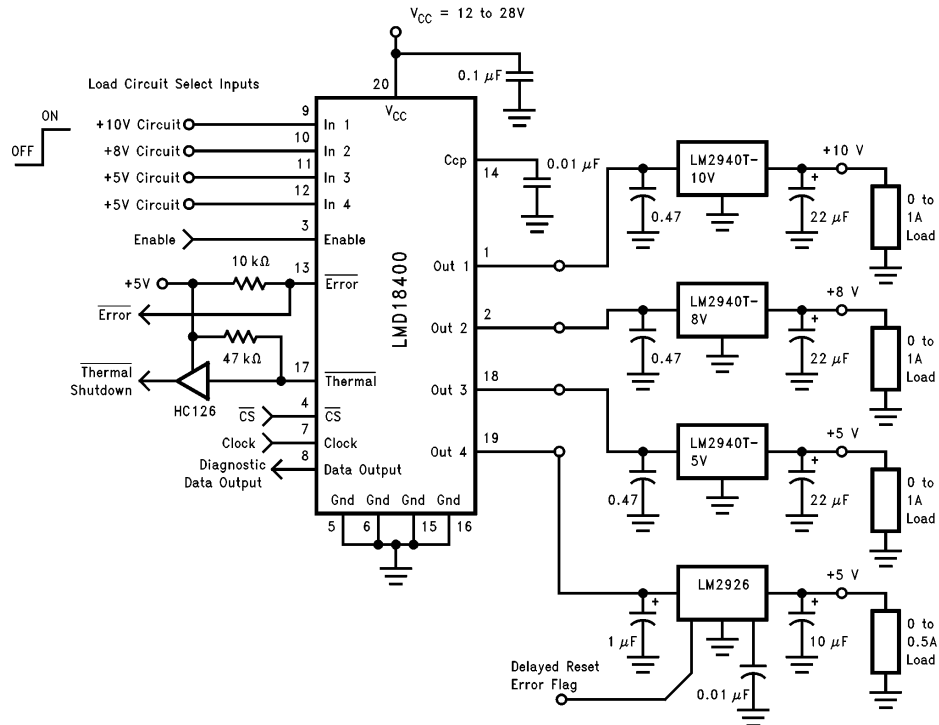 V_CC = 12 to 28V
0.1 µF
Load Circuit Select Inputs
20
ON
OFF
V_CC
+10V Circuit
9
In 1
+8V Circuit
10
In 2
+5V Circuit
11
In 3
+5V Circuit
12
In 4
Ccp
14
0.01 µF
Enable
3
Enable
10 kΩ
13
Error
+5V
Error
47 kΩ
Thermal
Shutdown
HC126
17
Thermal
CS
4
CS
Clock
7
Clock
Diagnostic
Data Output
8
Data Output
LMD18400
Gnd Gnd Gnd Gnd
5 6 15 16
Out 1
1
Out 2
2
Out 3
18
Out 4
19
LM2940T-
10V
0.47
22 µF
+10 V
0 to
1A
Load
LM2940T-
8V
0.47
22 µF
+8 V
0 to
1A
Load
LM2940T-
5V
0.47
22 µF
+5 V
0 to
1A
Load
LM2926
1 µF
10 µF
+5 V
0 to
0.5A
Load
Delayed Reset
Error Flag
0.01 µF